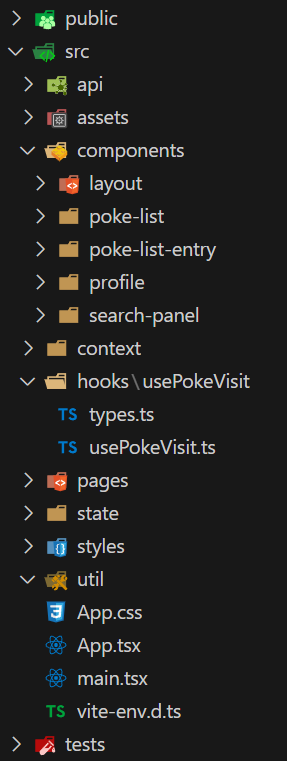 public
src
api
assets
components
layout
poke-list
poke-list-entry
profile
search-panel
context
hooks\usePokeVisit
TS types.ts
TS usePokeVisit.ts
pages
state
styles
util
App.css
App.tsx
main.tsx
TS vite-env.d.ts
tests